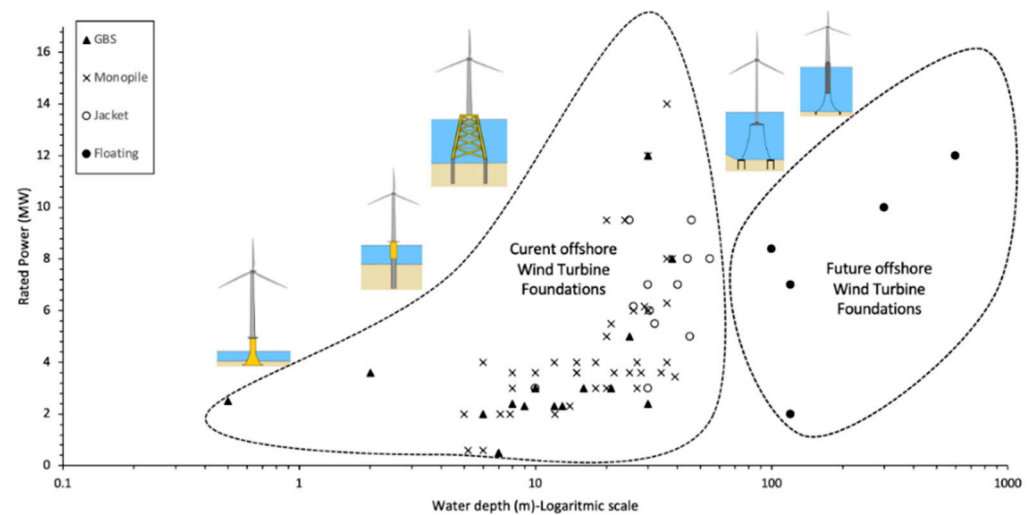 GBS
Monopile
Jacket
Floating
16
14
12
10
8
6
4
2
0
Rated Power (MW)
Curent offshore
Wind Turbine
Foundations
Future offshore
Wind Turbine
Foundations
0.1
1
10
100
1000
Water depth (m)-Logaritmic scale